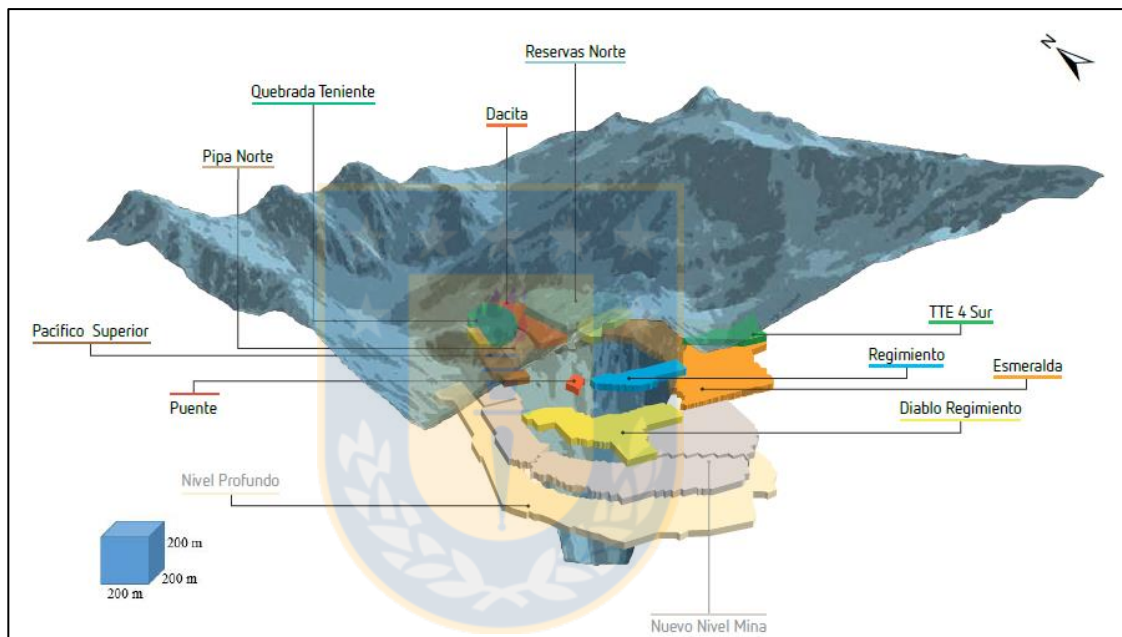 Reservas Norte
N
Quebrada Teniente
Dacita
Pipa Norte
TTE 4 Sur
Pacífico Superior
Regimiento
Esmeralda
Puente
Diablo Regimiento
Nivel Profundo
200 m
200 m
200 m
Nuevo Nivel Mina